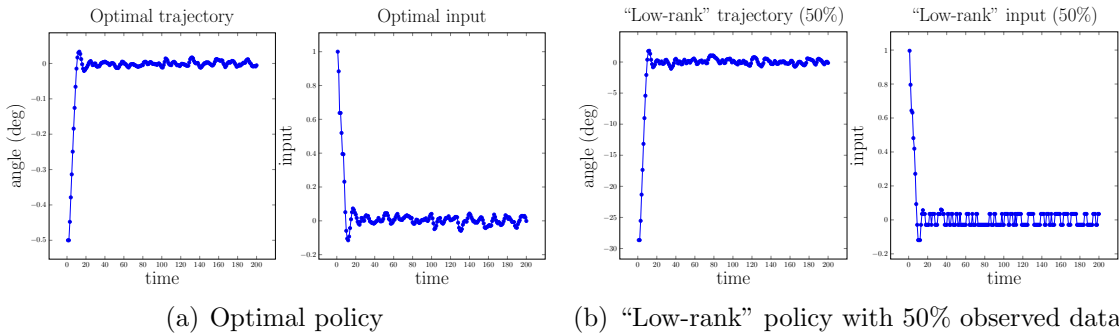 Optimal trajectory
Optimal input
“Low-rank” trajectory (50%)
“Low-rank” input (50%)
angle (deg)
0
−0.1
−0.2
−0.3
−0.4
−0.5
0 20 40 60 80 100 120 140 160 180 200
time
input
1
0.8
0.6
0.4
0.2
0
−0.2
0 20 40 60 80 100 120 140 160 180 200
time
angle (deg)
0
−5
−10
−15
−20
−25
−30
0 20 40 60 80 100 120 140 160 180 200
time
input
1
0.8
0.6
0.4
0.2
0
−0.2
0 20 40 60 80 100 120 140 160 180 200
time
(a) Optimal policy
(b) “Low-rank” policy with 50% observed data